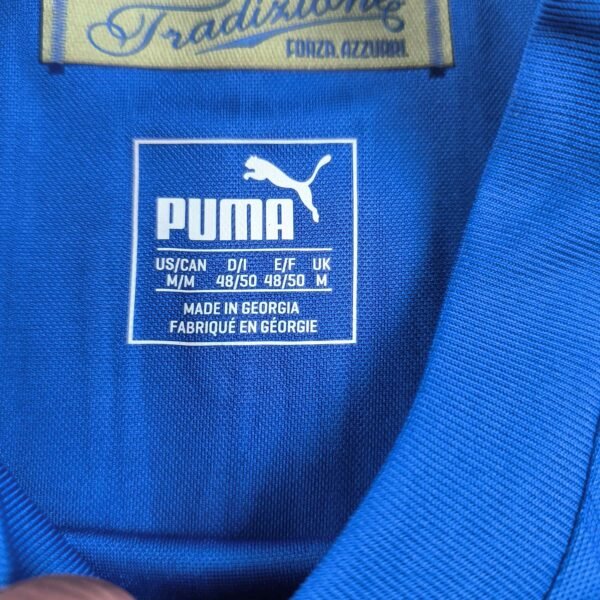 Tradizione
FORZA AZZURRI
PUMA
US/CAN D/I E/F UK
M/M 48/50 48/50 M
MADE IN GEORGIA
FABRIQUÉ EN GÉORGIE